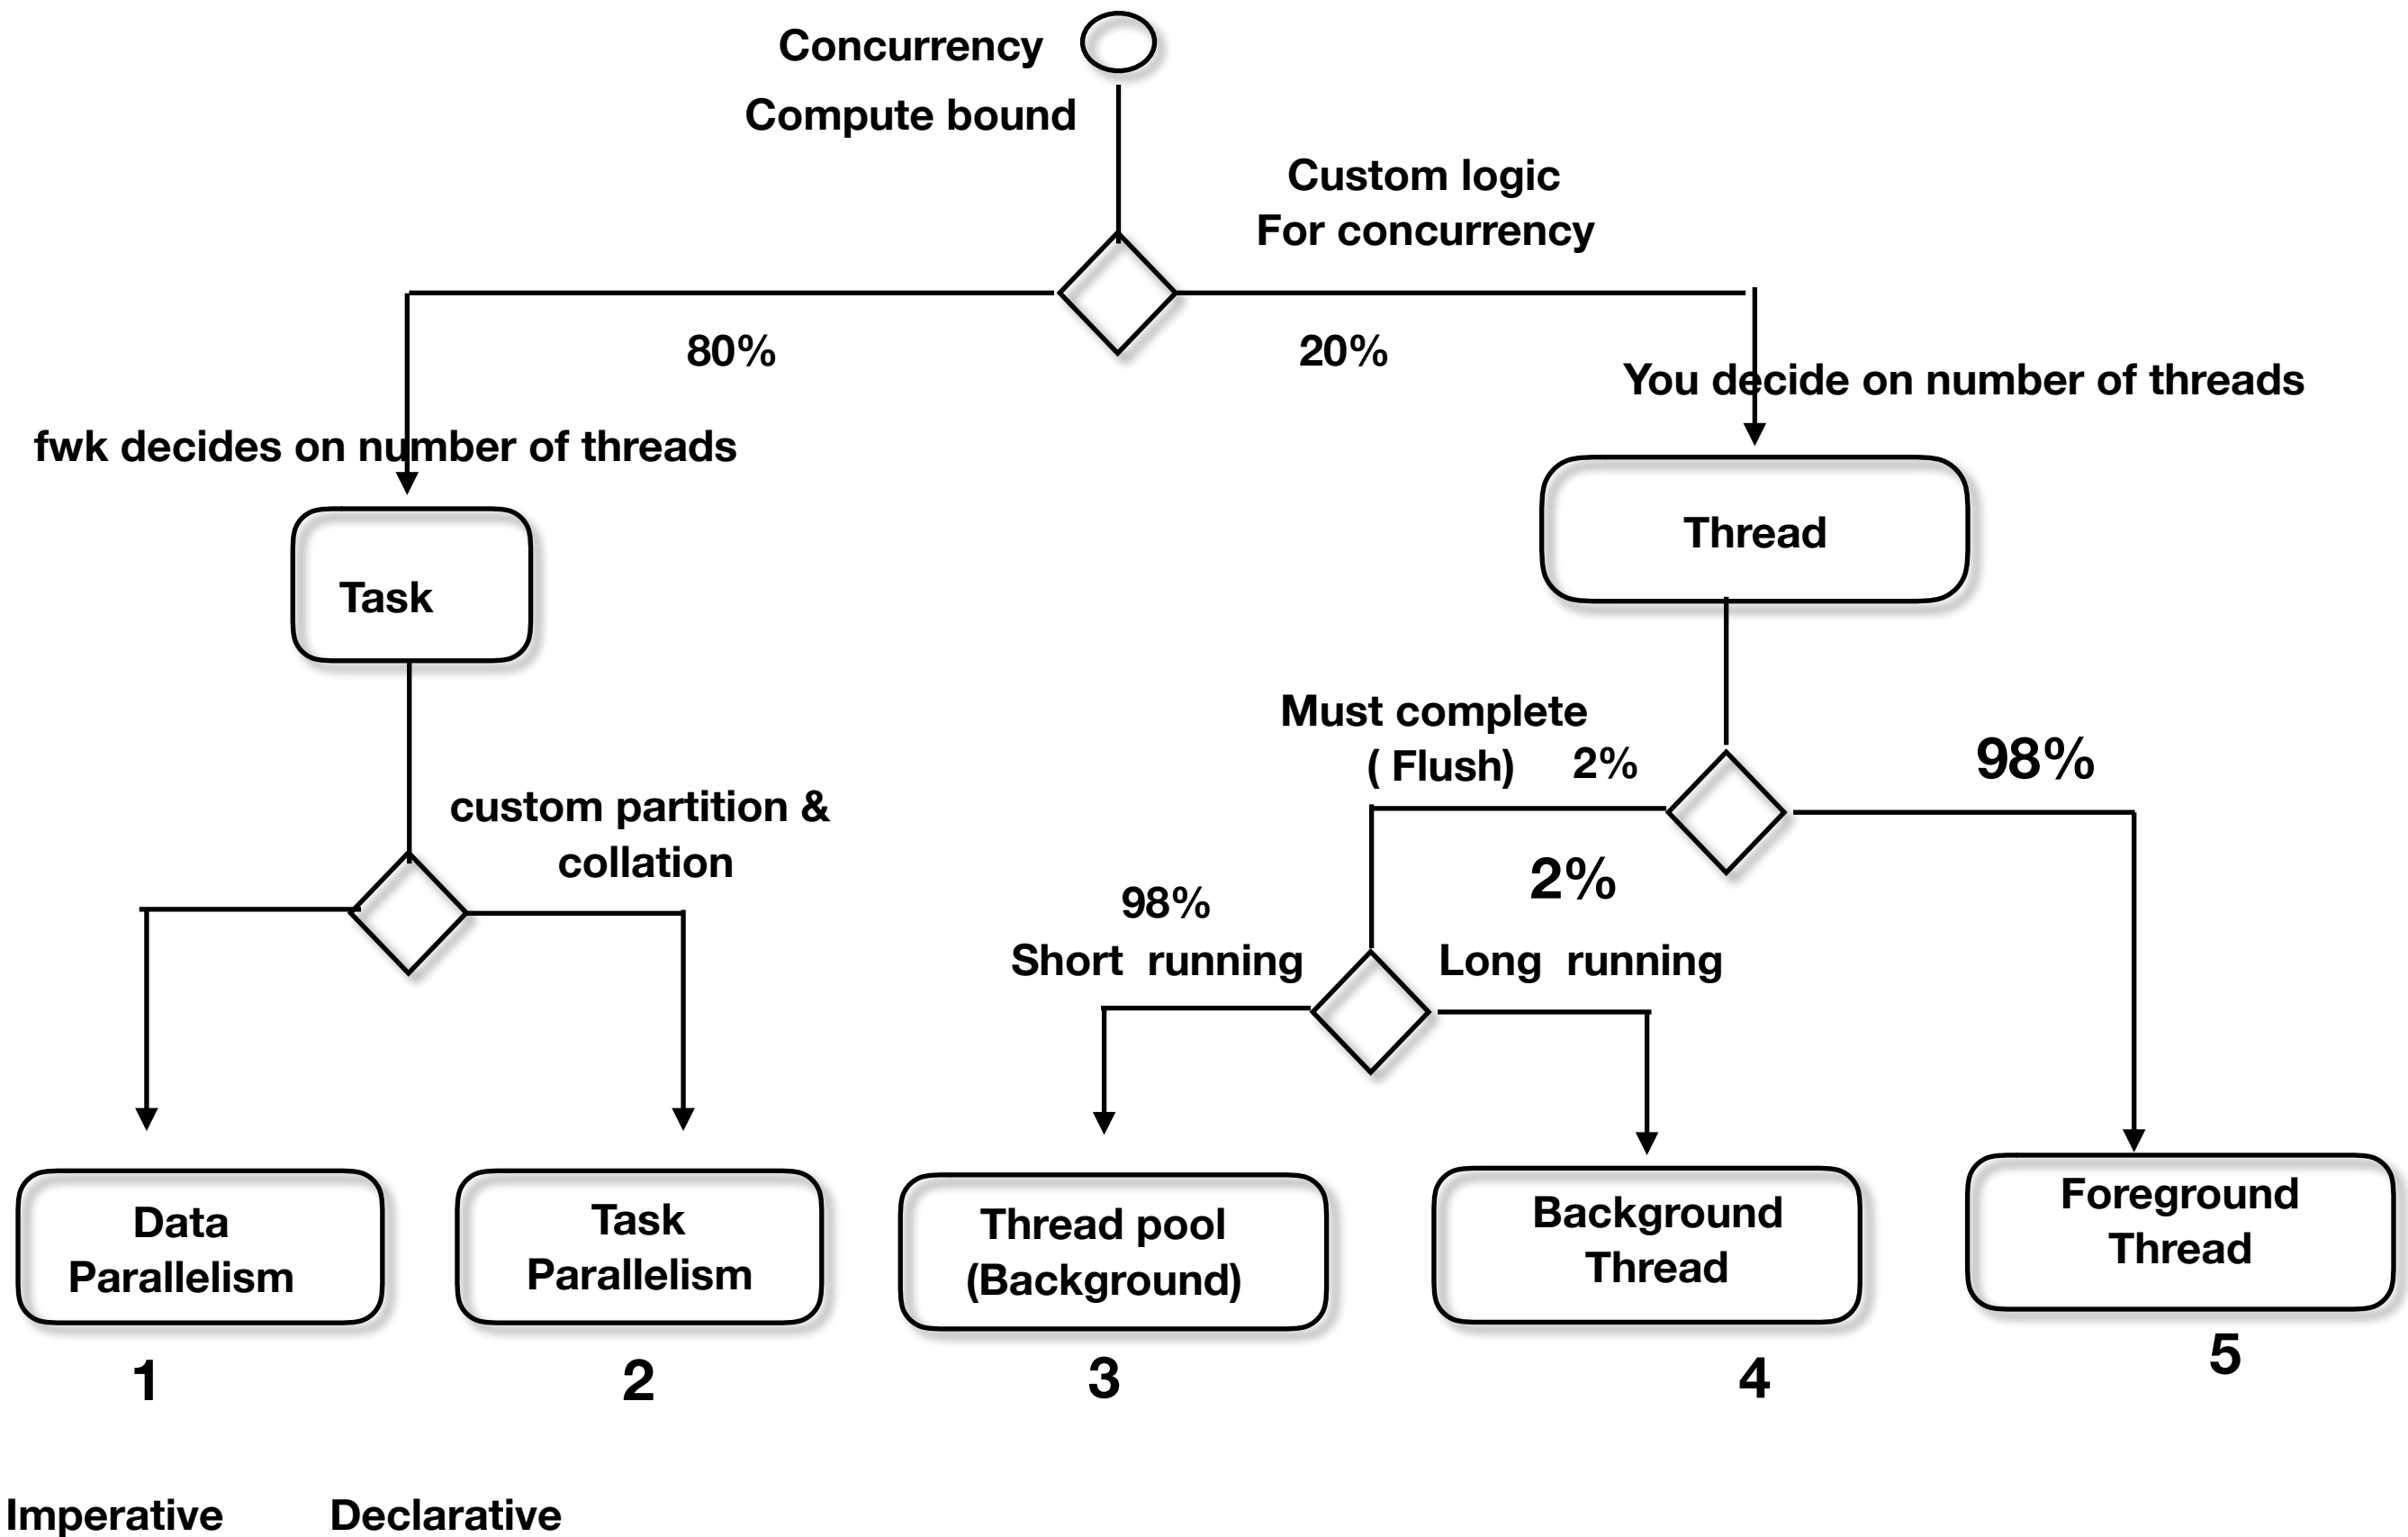 Concurrency
Compute bound
Custom logic
For concurrency
80%
20%
You decide on number of threads
fwk decides on number of threads
Thread
Task
Must complete
( Flush)
2%
98%
custom partition &
collation
2%
98%
Short running
Long running
Data
Parallelism
Task
Parallelism
Thread pool
(Background)
Background
Thread
Foreground
Thread
1
2
3
4
5
Imperative
Declarative